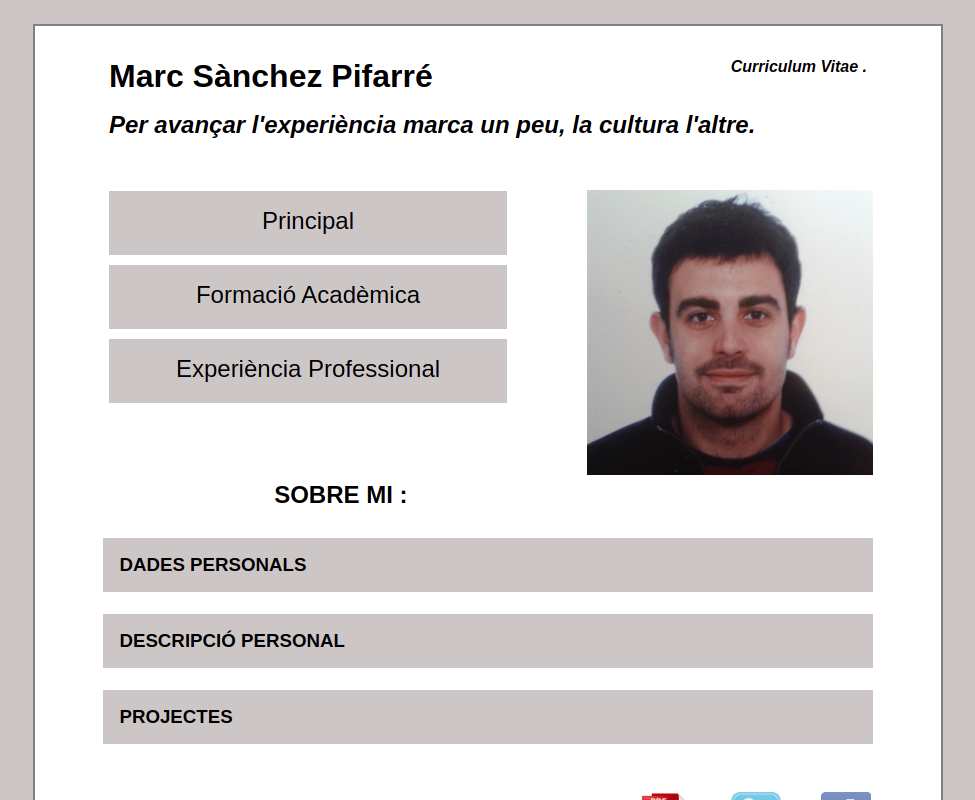 Marc Sànchez Pifarré
Curriculum Vitae .
Per avançar l'experiència marca un peu, la cultura l'altre.
Principal
Formació Acadèmica
Experiència Professional
SOBRE MI :
DADES PERSONALS
DESCRIPCIÓ PERSONAL
PROJECTES